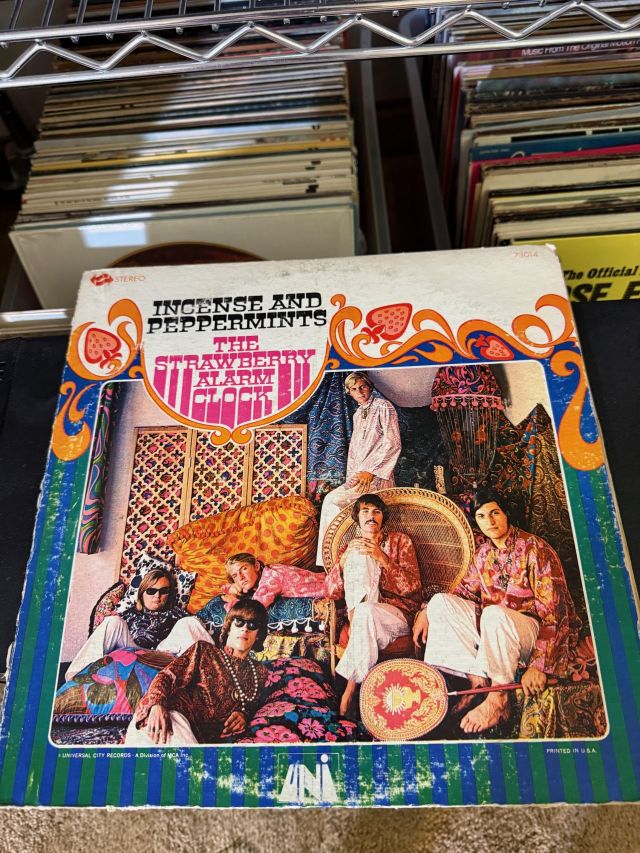 Music From The Original Motion
The Official
STEREO
73014
INCENSE AND
PEPPERMINTS
THE
STRAWBERRY
ALARM
CLOCK
UNIVERSAL CITY RECORDS - A Division of MCA Inc.
PRINTED IN U.S.A.
UNI